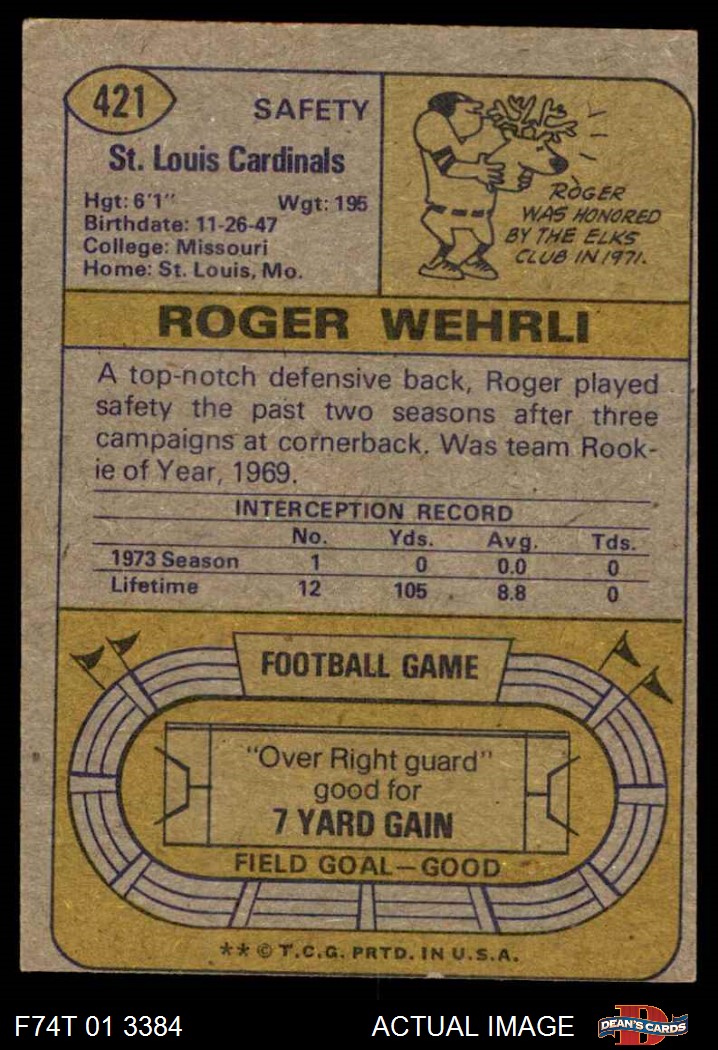 421
SAFETY
St. Louis Cardinals
Hgt: 6'1" Wgt: 195
Birthdate: 11-26-47
College: Missouri
Home: St. Louis, Mo.
ROGER
WAS HONORED
BY THE ELKS
CLUB IN 1971.
ROGER WEHRLI
A top-notch defensive back, Roger played
safety the past two seasons after three
campaigns at cornerback. Was team Rook-
ie of Year, 1969.
INTERCEPTION RECORD
No. Yds. Avg. Tds.
1973 Season 1 0 0.0 0
Lifetime 12 105 8.8 0
FOOTBALL GAME
"Over Right guard"
good for
7 YARD GAIN
FIELD GOAL—GOOD
** © T.C.G. PRTD. IN U.S.A.
F74T 01 3384 ACTUAL IMAGE
D
DEAN'S CARDS